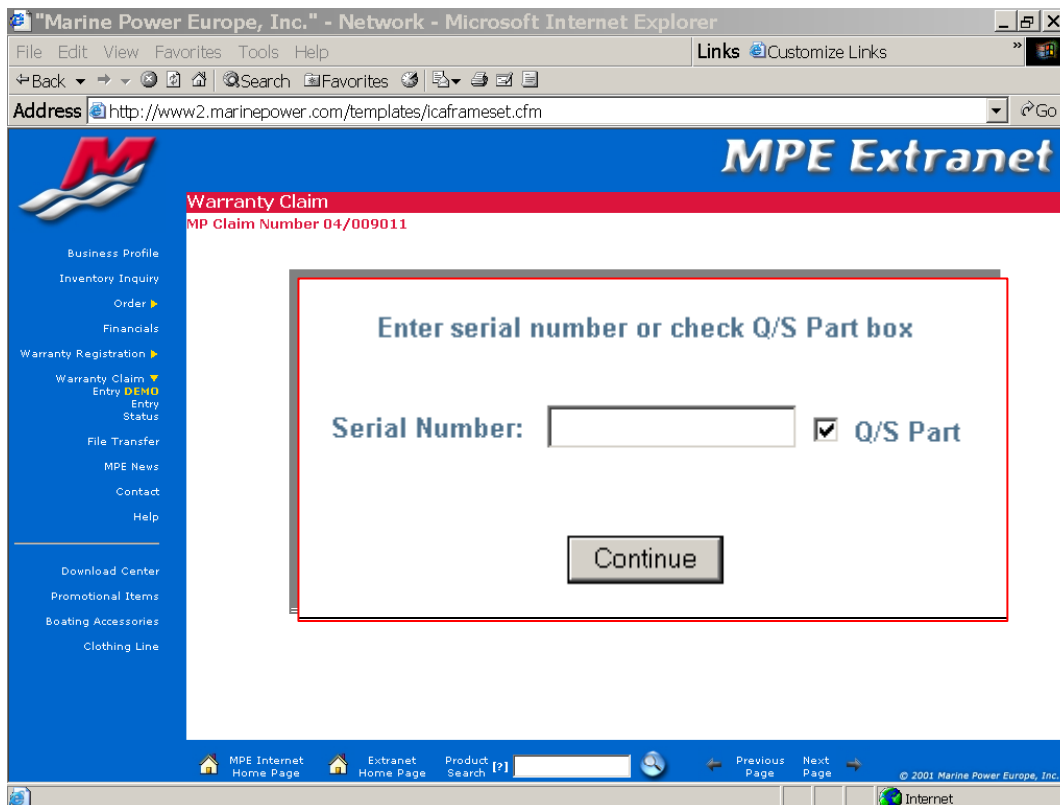 "Marine Power Europe, Inc." - Network - Microsoft Internet Explorer
File Edit View Favorites Tools Help Links Customize Links »
Back Search Favorites
Address http://www2.marinepower.com/templates/icaframeset.cfm Go
MPE Extranet
Warranty Claim
MP Claim Number 04/009011
Business Profile
Inventory Inquiry
Order
Financials
Warranty Registration
Warranty Claim
Entry DEMO
Entry
Status
File Transfer
MPE News
Contact
Help
Download Center
Promotional Items
Boating Accessories
Clothing Line
Enter serial number or check Q/S Part box
Serial Number: Q/S Part
Continue
MPE Internet
Home Page
Extranet
Home Page
Product
Search [?]
Previous
Page
Next
Page
© 2001 Marine Power Europe, Inc.
Internet